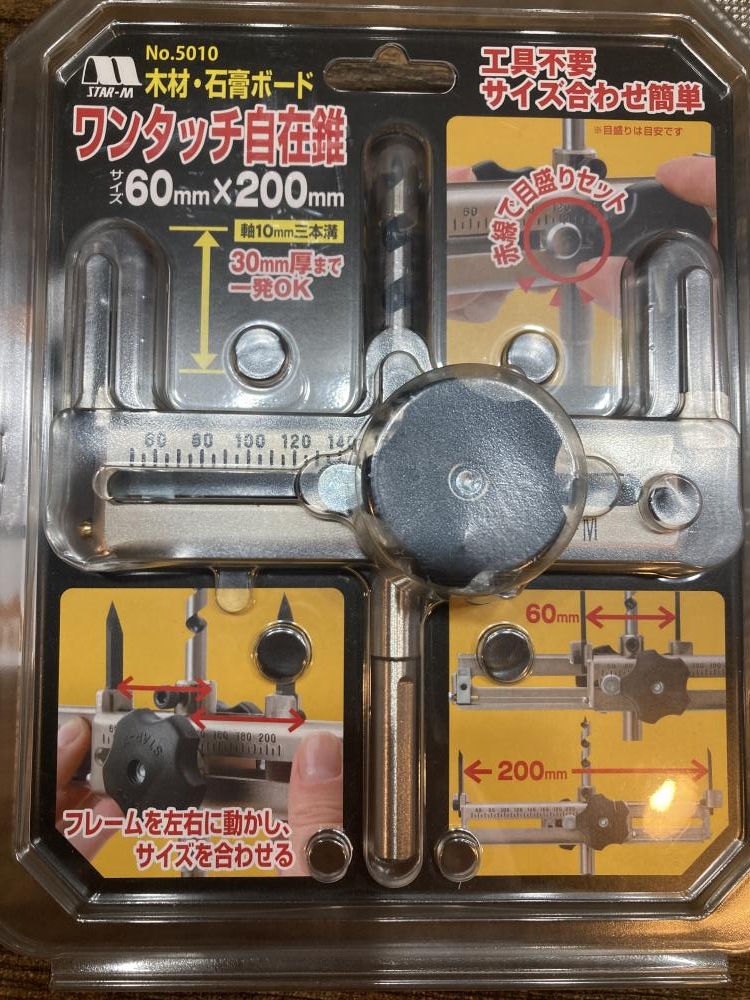 No.5010
STAR-M
木材・石膏ボード
ワンタッチ自在錐
サイズ 60mm×200mm
軸10mm三本溝
30mm厚まで
一発OK
工具不要
サイズ合わせ簡単
※目盛りは目安です
赤線で目盛りセット
60 80 100 120 140
フレームを左右に動かし、
サイズを合わせる
STAR-M
160 180 200
60mm
200mm